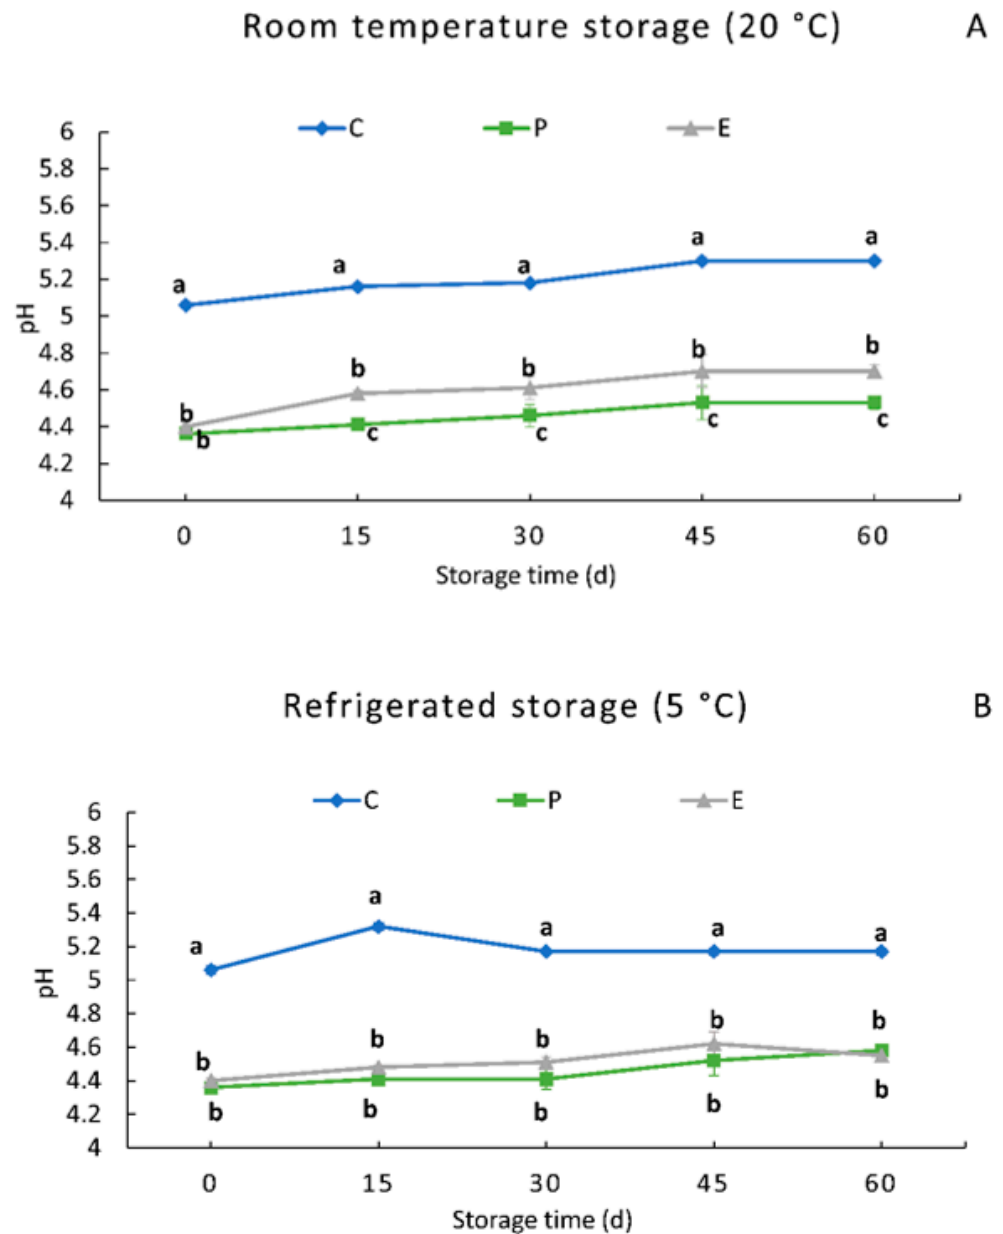 Room temperature storage (20 °C) A
C P E
6
5.8
5.6
5.4
5.2
5
4.8
4.6
4.4
4.2
4
pH
a a a a a
b b b b b
b c c c c
0 15 30 45 60
Storage time (d)
Refrigerated storage (5 °C) B
C P E
6
5.8
5.6
5.4
5.2
5
4.8
4.6
4.4
4.2
4
pH
a a a a a
b b b b b
b b b b b
0 15 30 45 60
Storage time (d)